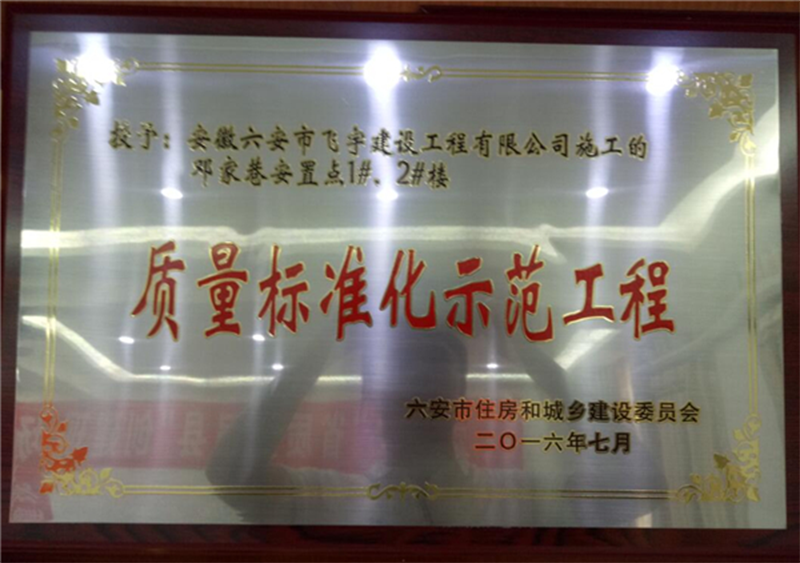 授予：安徽六安市飞宇建设工程有限公司施工的
邓家巷安置点1#、2#楼
质量标准化示范工程
六安市住房和城乡建设委员会
二〇一六年七月